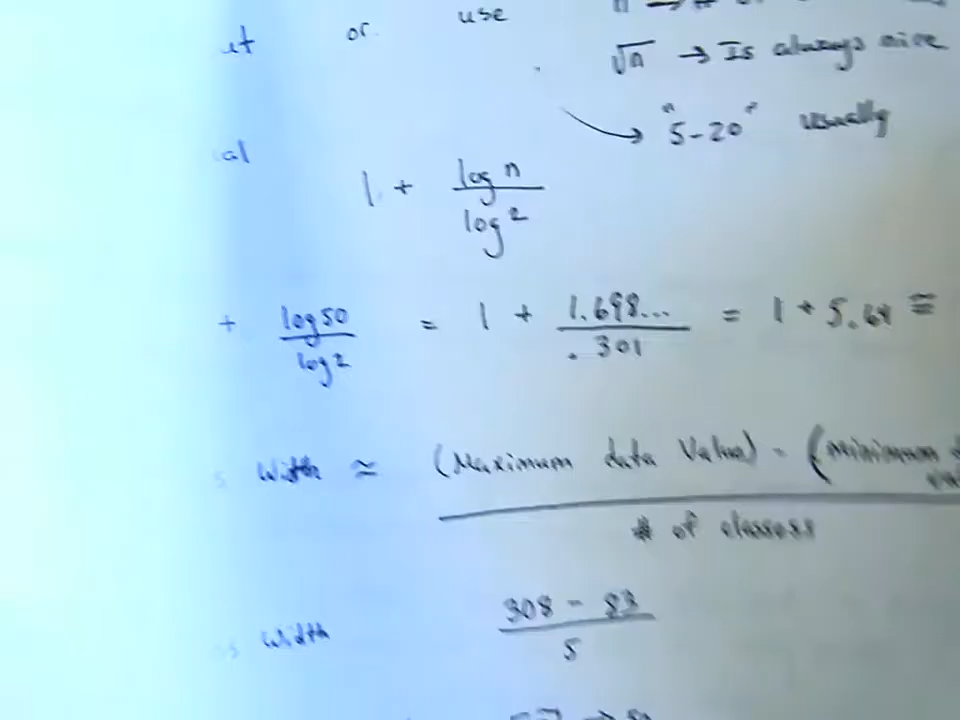 or use
√n → Is always nice
"5-20" usually
1 + log n / log 2
+ log 50 / log 2 = 1 + 1.698... / .301 = 1 + 5.64 ≅
Width ≃ (Maximum data Value) - (Minimum
# of classes
Width 308 - 83 / 5